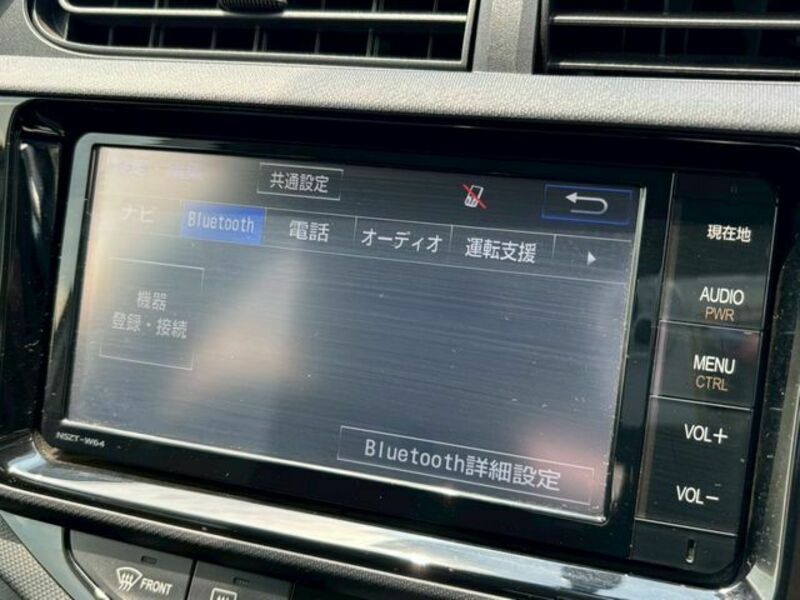 共通設定
ナビ
Bluetooth
電話
オーディオ
運転支援
機器
登録・接続
Bluetooth詳細設定
NSZT-W64
現在地
AUDIO
PWR
MENU
CTRL
VOL+
VOL-
FRONT